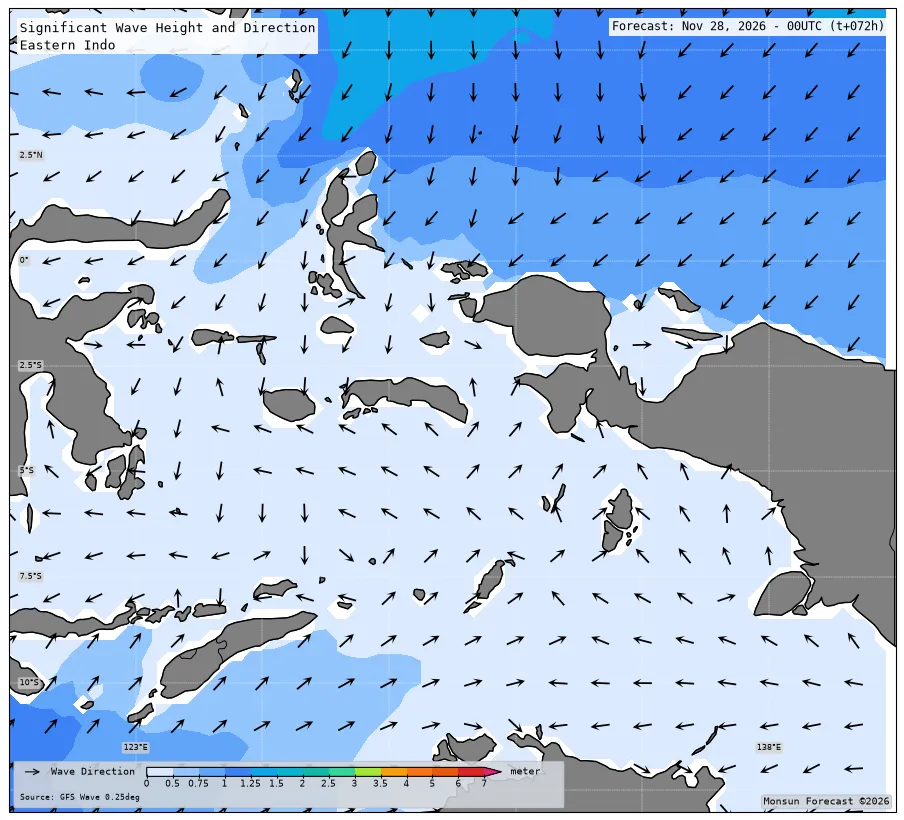 Significant Wave Height and Direction
Eastern Indo
Forecast: Nov 28, 2026 - 00UTC (t+072h)
2.5°N
0°
2.5°S
5°S
7.5°S
10°S
123°E
138°E
Wave Direction
meter
0 0.5 0.75 1 1.25 1.5 2 2.5 3 3.5 4 5 6 7
Source: GFS Wave 0.25deg
Monsun Forecast ©2026